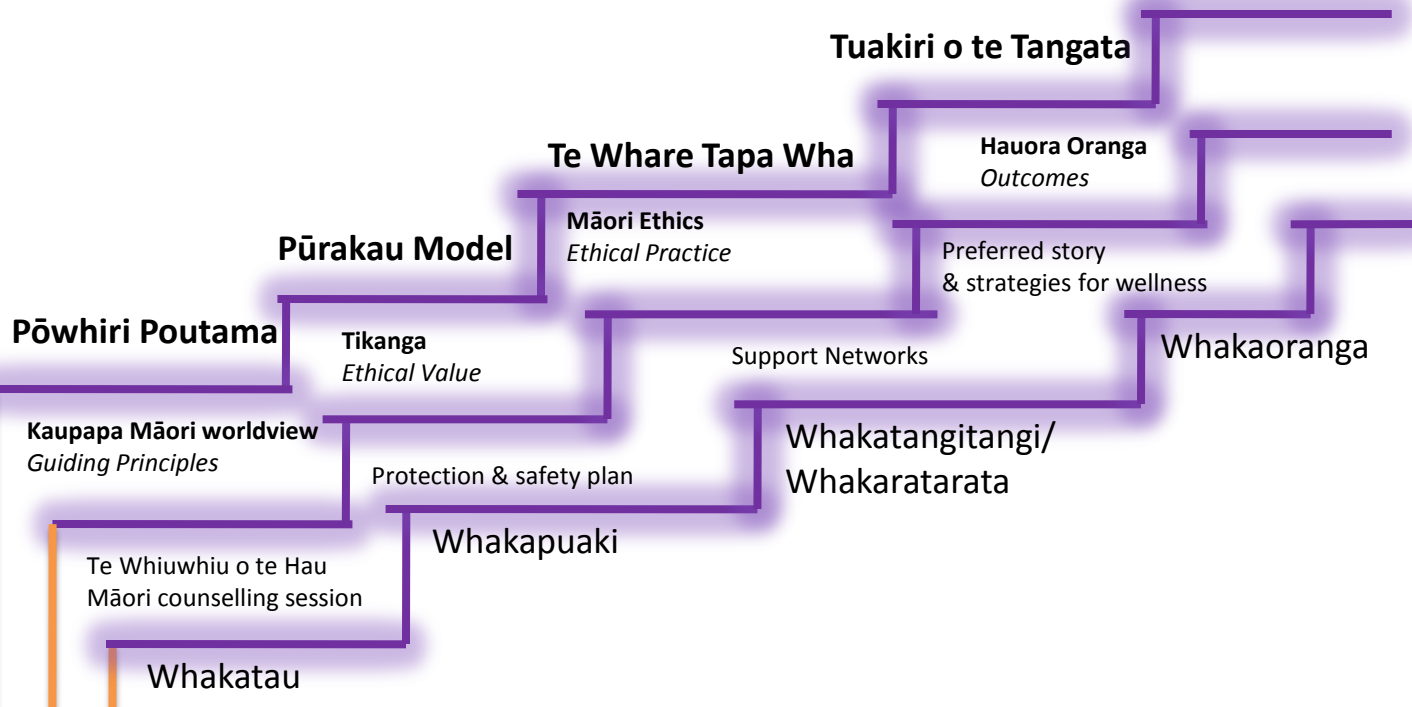 Tuakiri o te Tangata
Te Whare Tapa Wha
Hauora Oranga
Outcomes
Pūrakau Model
Māori Ethics
Ethical Practice
Preferred story
& strategies for wellness
Pōwhiri Poutama
Tikanga
Ethical Value
Support Networks
Whakaoranga
Kaupapa Māori worldview
Guiding Principles
Protection & safety plan
Whakatangitangi/
Whakaratarata
Whakapuaki
Te Whiuwhiu o te Hau
Māori counselling session
Whakatau